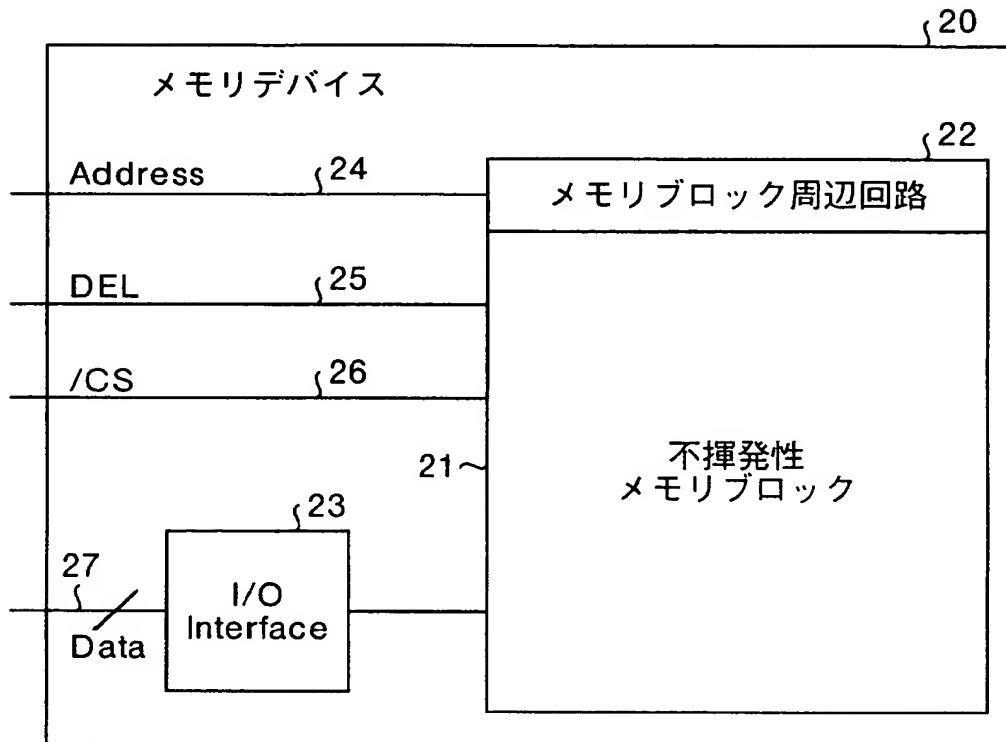 20
メモリデバイス
22
Address
24
メモリブロック周辺回路
DEL
25
/CS
26
21
不揮発性
メモリブロック
23
27
I/O
Interface
Data